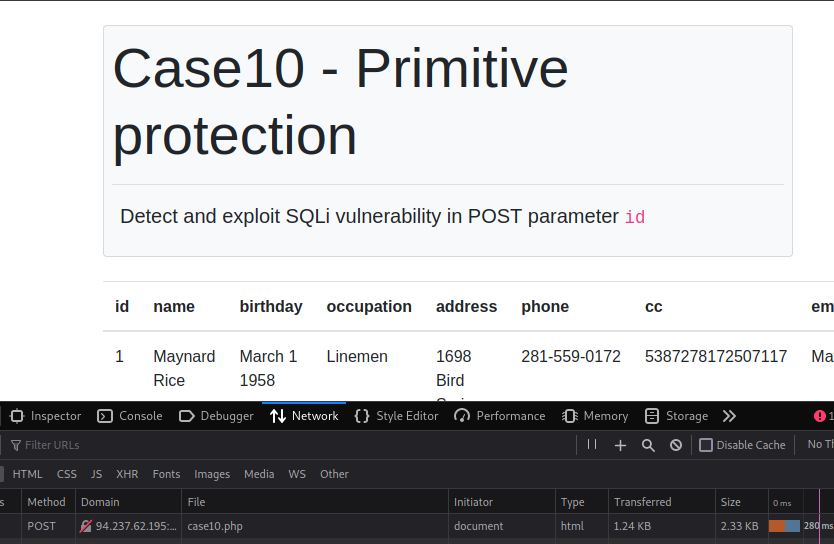 Case10 - Primitive
protection
Detect and exploit SQLi vulnerability in POST parameter id
id name birthday occupation address phone cc em
1 Maynard March 1 Linemen 1698 281-559-0172 5387278172507117 Ma
Rice 1958 Bird
Inspector Console Debugger Network Style Editor Performance Memory Storage 1
Filter URLs Disable Cache No Th
HTML CSS JS XHR Fonts Images Media WS Other
s Method Domain File Initiator Type Transferred Size 0 ms
POST 94.237.62.195:... case10.php document html 1.24 KB 2.33 KB 280 ms